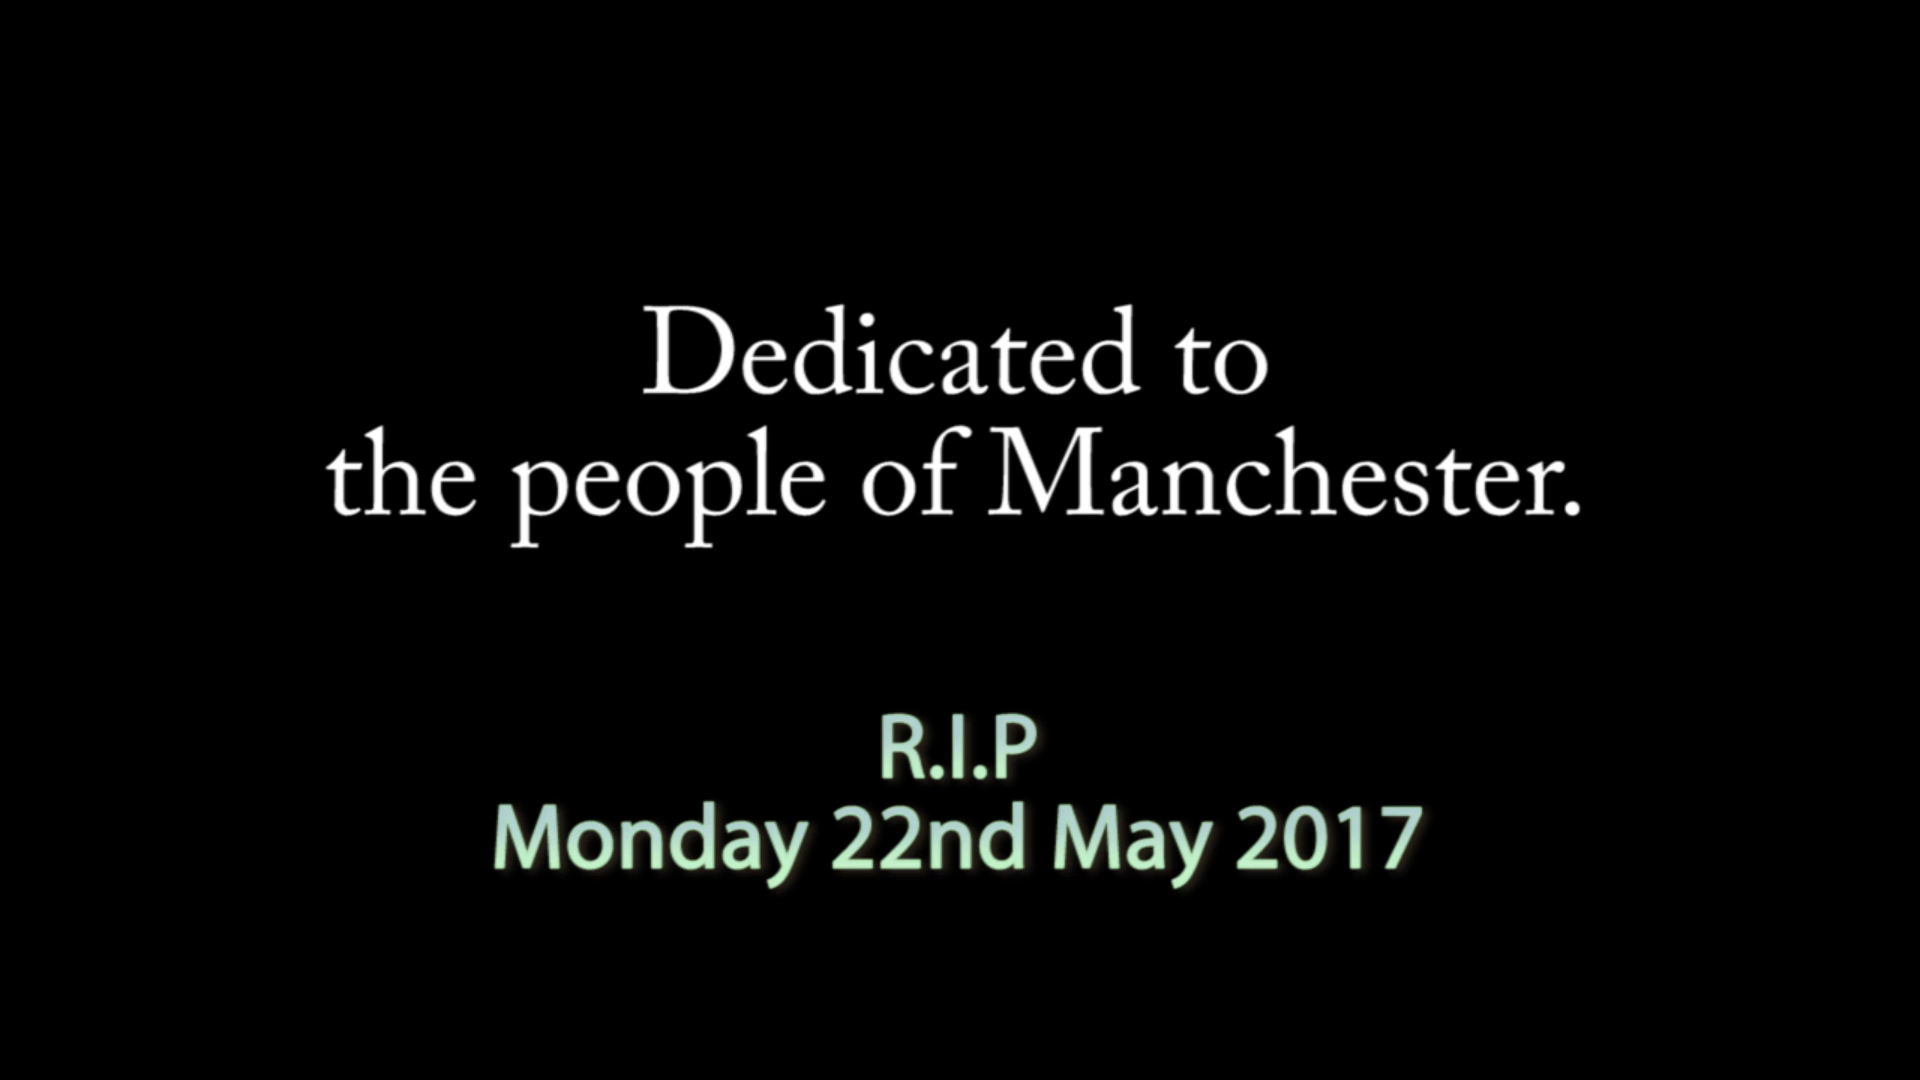 Dedicated to
the people of Manchester.
R.I.P
Monday 22nd May 2017